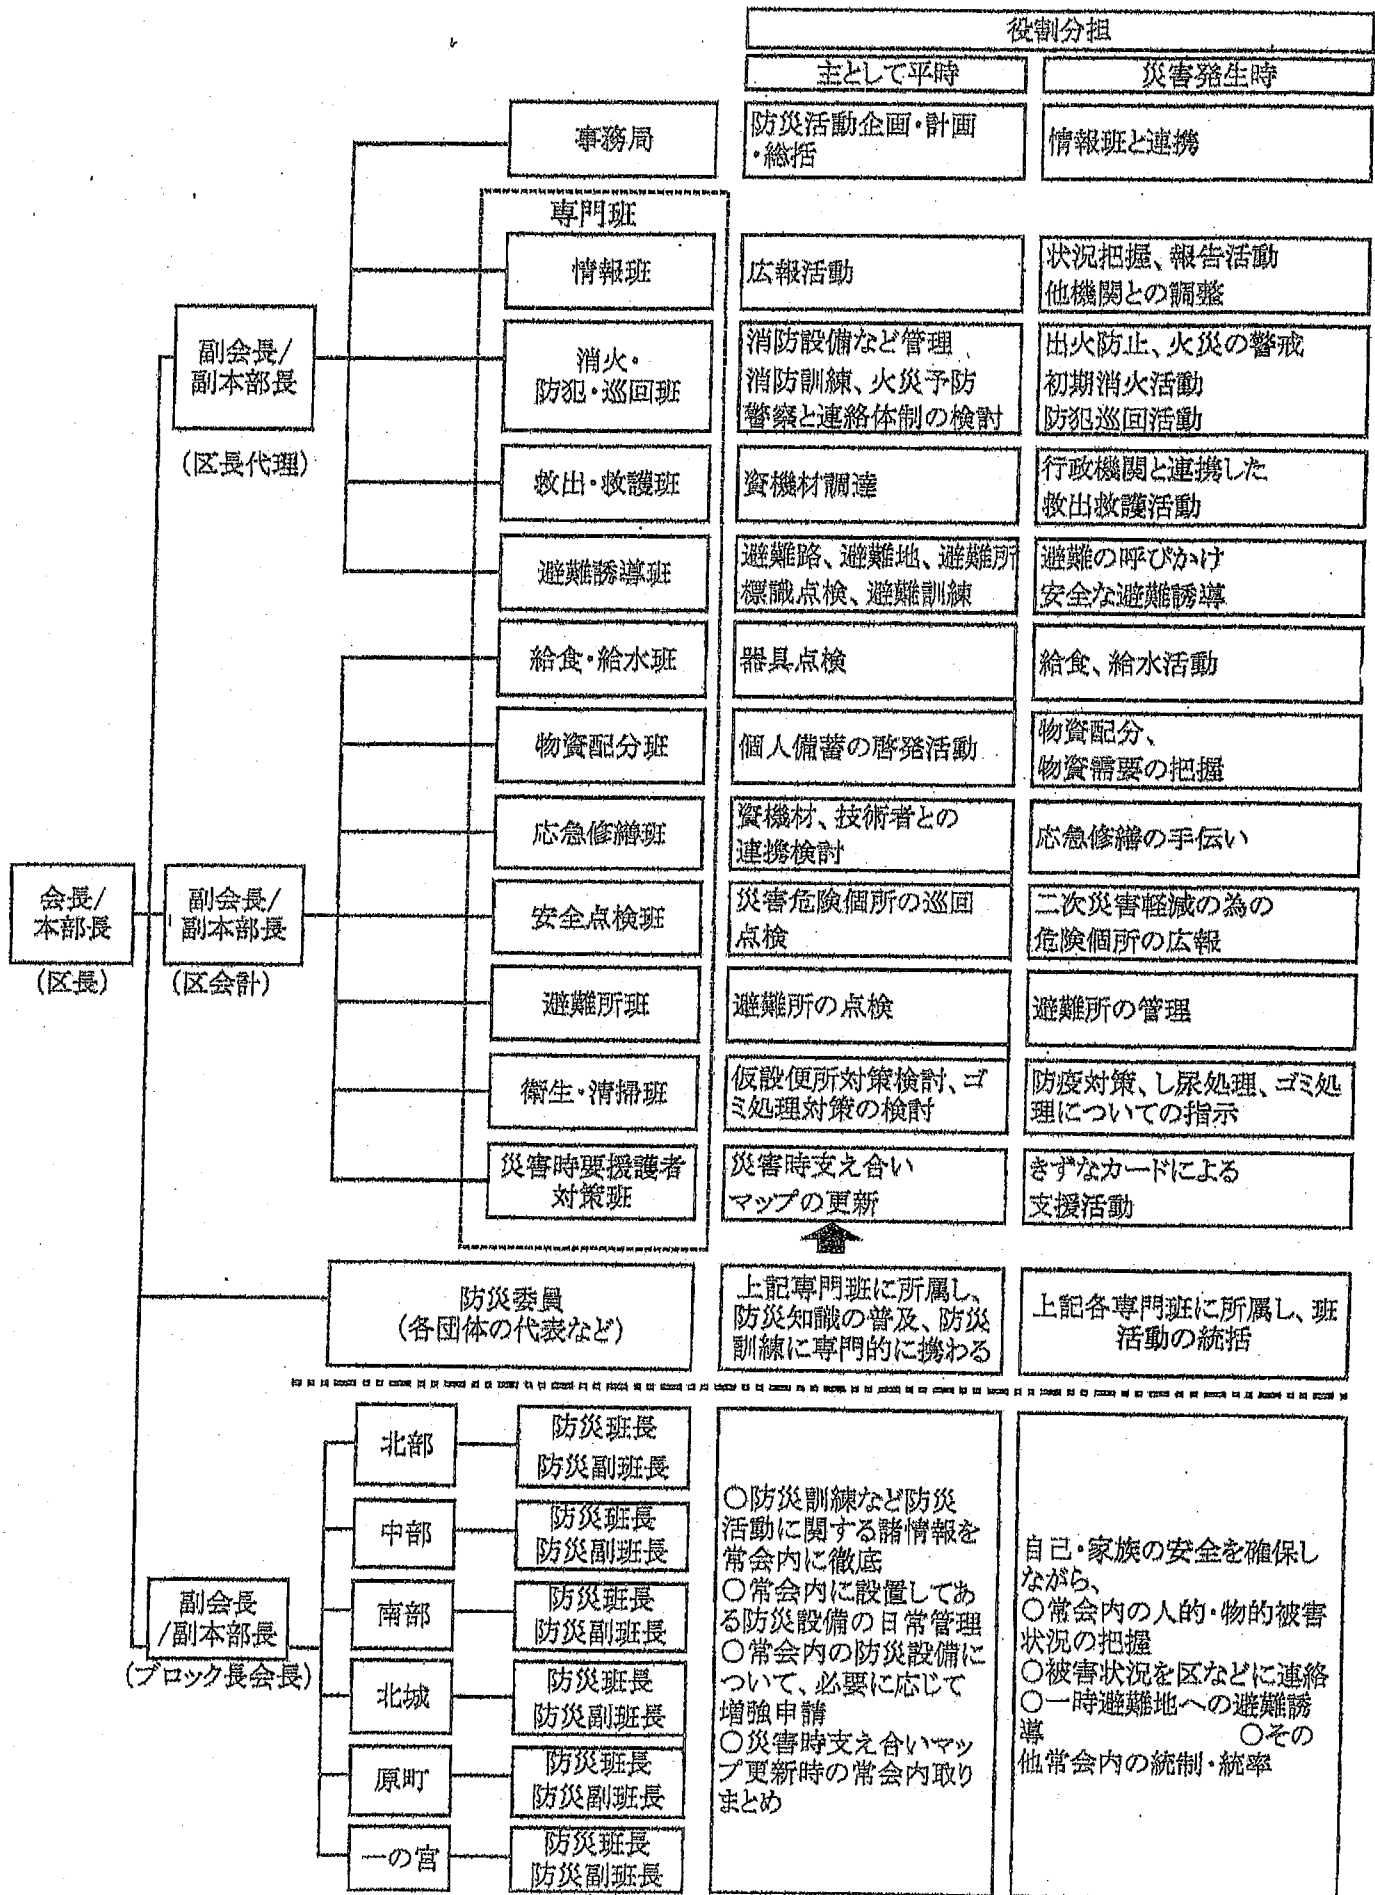 役割分担
主として平時
災害発生時
事務局
防災活動企画・計画
・総括
情報班と連携
専門班
情報班
広報活動
状況把握、報告活動
他機関との調整
副会長/
副本部長
(区長代理)
消火・
防犯・巡回班
消防設備など管理
消防訓練、火災予防
警察と連絡体制の検討
出火防止、火災の警戒
初期消火活動
防犯巡回活動
救出・救護班
資機材調達
行政機関と連携した
救出救護活動
避難誘導班
避難路、避難地、避難所
標識点検、避難訓練
避難の呼びかけ
安全な避難誘導
給食・給水班
器具点検
給食、給水活動
物資配分班
個人備蓄の啓発活動
物資配分、
物資需要の把握
応急修繕班
資機材、技術者との
連携検討
応急修繕の手伝い
会長/
本部長
(区長)
副会長/
副本部長
(区会計)
安全点検班
災害危険個所の巡回
点検
二次災害軽減の為の
危険個所の広報
避難所班
避難所の点検
避難所の管理
衛生・清掃班
仮設便所対策検討、ゴ
ミ処理対策の検討
防疫対策、し尿処理、ゴミ処
理についての指示
災害時要援護者
対策班
災害時支え合い
マップの更新
きずなカードによる
支援活動
防災委員
(各団体の代表など)
上記専門班に所属し、
防災知識の普及、防災
訓練に専門的に携わる
上記各専門班に所属し、班
活動の統括
副会長
/副本部長
(ブロック長会長)
北部
防災班長
防災副班長
中部
防災班長
防災副班長
南部
防災班長
防災副班長
北城
防災班長
防災副班長
原町
防災班長
防災副班長
一の宮
防災班長
防災副班長
○防災訓練など防災
活動に関する諸情報を
常会内に徹底
○常会内に設置してあ
る防災設備の日常管理
○常会内の防災設備に
ついて、必要に応じて
増強申請
○災害時支え合いマッ
プ更新時の常会内取り
まとめ
自己・家族の安全を確保し
ながら、
○常会内の人的・物的被害
状況の把握
○被害状況を区などに連絡
○一時避難地への避難誘
導 ○その
他常会内の統制・統率